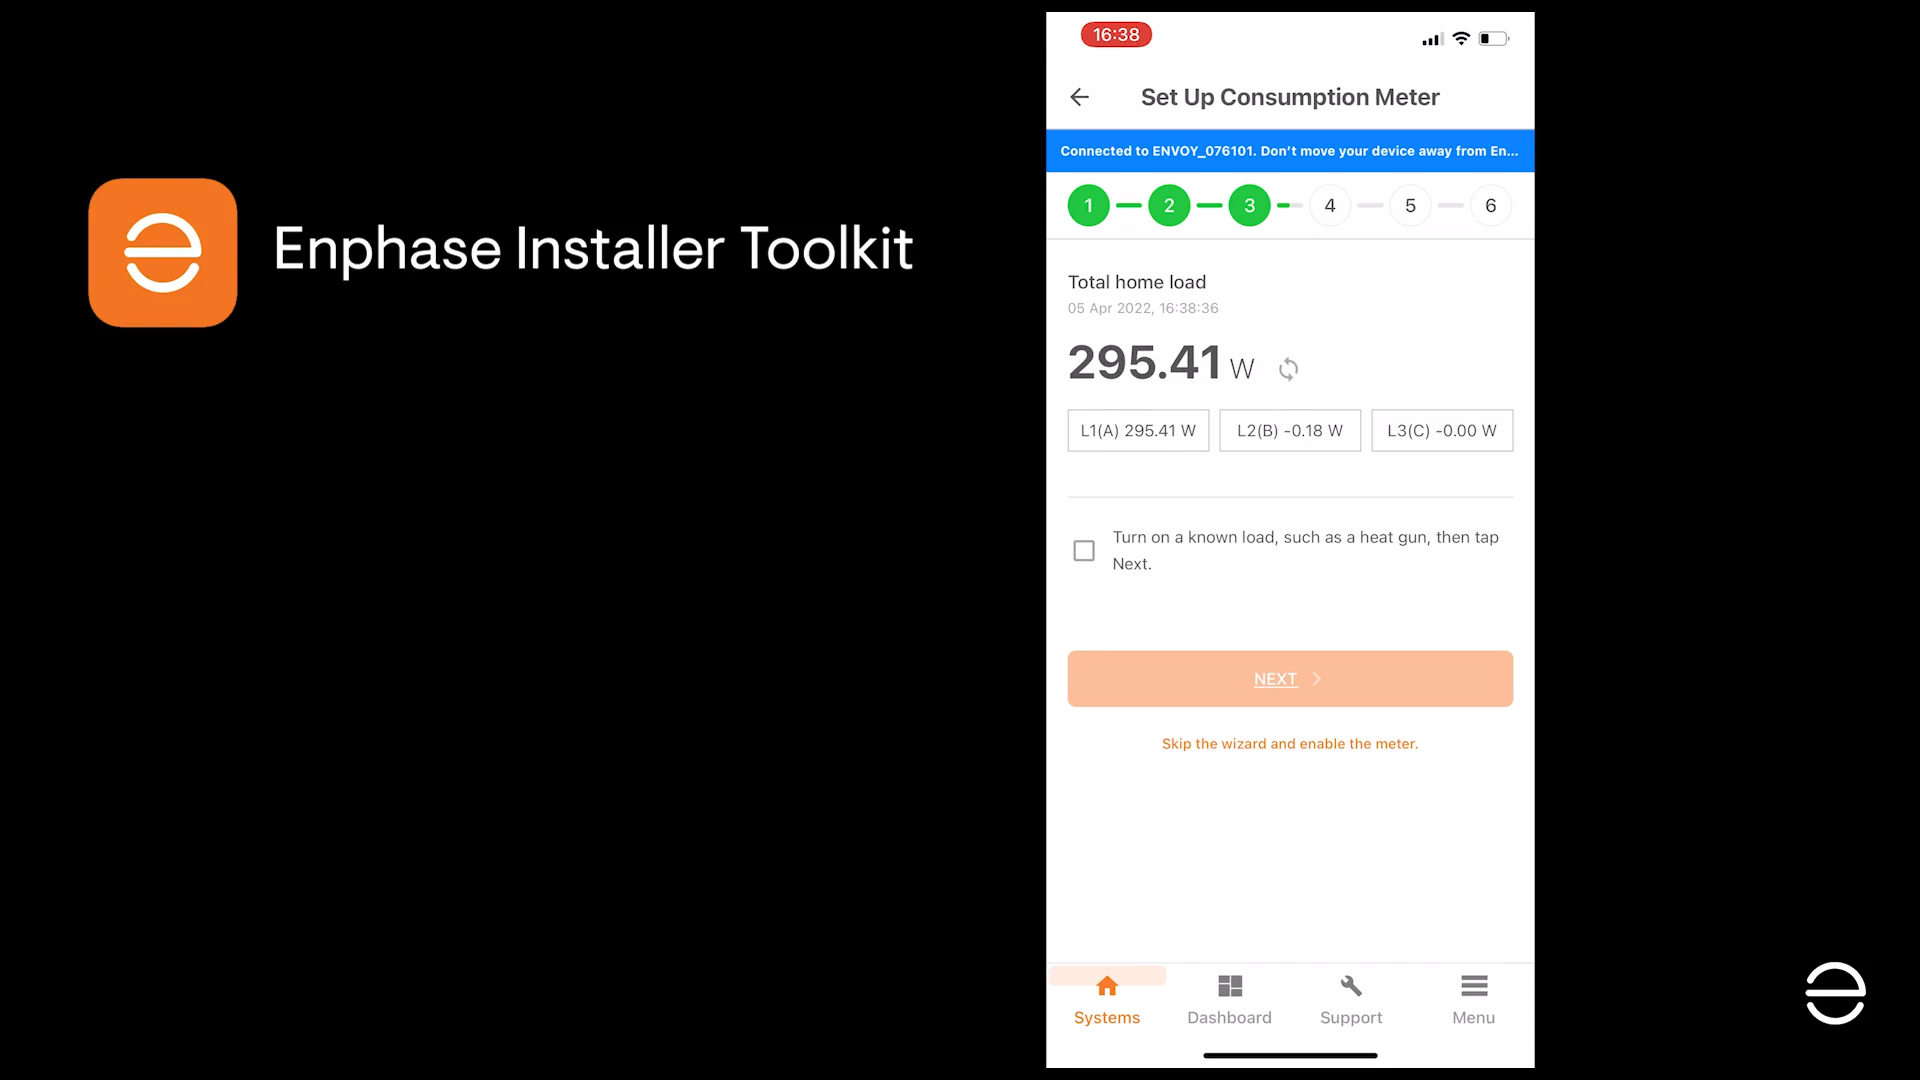 Enphase Installer Toolkit
16:38
Set Up Consumption Meter
Connected to ENVOY_076101. Don't move your device away from En...
1 2 3 4 5 6
Total home load
05 Apr 2022, 16:38:36
295.41 W
L1(A) 295.41 W L2(B) -0.18 W L3(C) -0.00 W
Turn on a known load, such as a heat gun, then tap
Next.
NEXT
Skip the wizard and enable the meter.
Systems Dashboard Support Menu